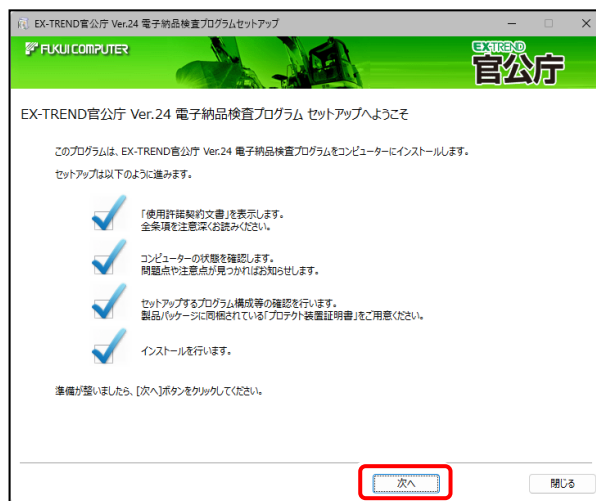 EX-TREND官公庁 Ver.24 電子納品検査プログラムセットアップ
FUKUI COMPUTER
EXTREND
官公庁
EX-TREND官公庁 Ver.24 電子納品検査プログラム セットアップへようこそ
このプログラムは、EX-TREND官公庁 Ver.24 電子納品検査プログラムをコンピューターにインストールします。
セットアップは以下のように進みます。
「使用許諾契約文書」を表示します。
全条項を注意深くお読みください。
コンピューターの状態を確認します。
問題点や注意点が見つかればお知らせします。
セットアップするプログラム構成等の確認を行います。
製品パッケージに同梱されている「プロテクト装置証明書」をご用意ください。
インストールを行います。
準備が整いましたら、[次へ]ボタンをクリックしてください。
次へ
閉じる